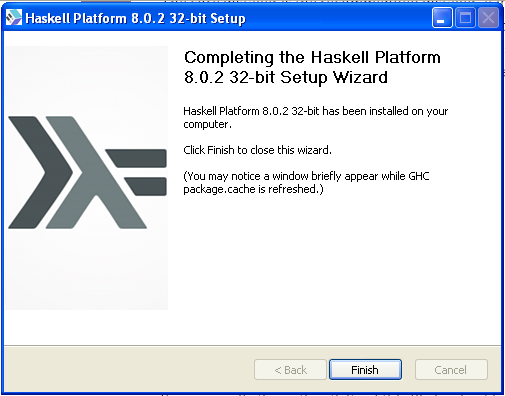 Haskell Platform 8.0.2 32-bit Setup
Completing the Haskell Platform
8.0.2 32-bit Setup Wizard
Haskell Platform 8.0.2 32-bit has been installed on your
computer.
Click Finish to close this wizard.
(You may notice a window briefly appear while GHC
package.cache is refreshed.)
< Back
Finish
Cancel